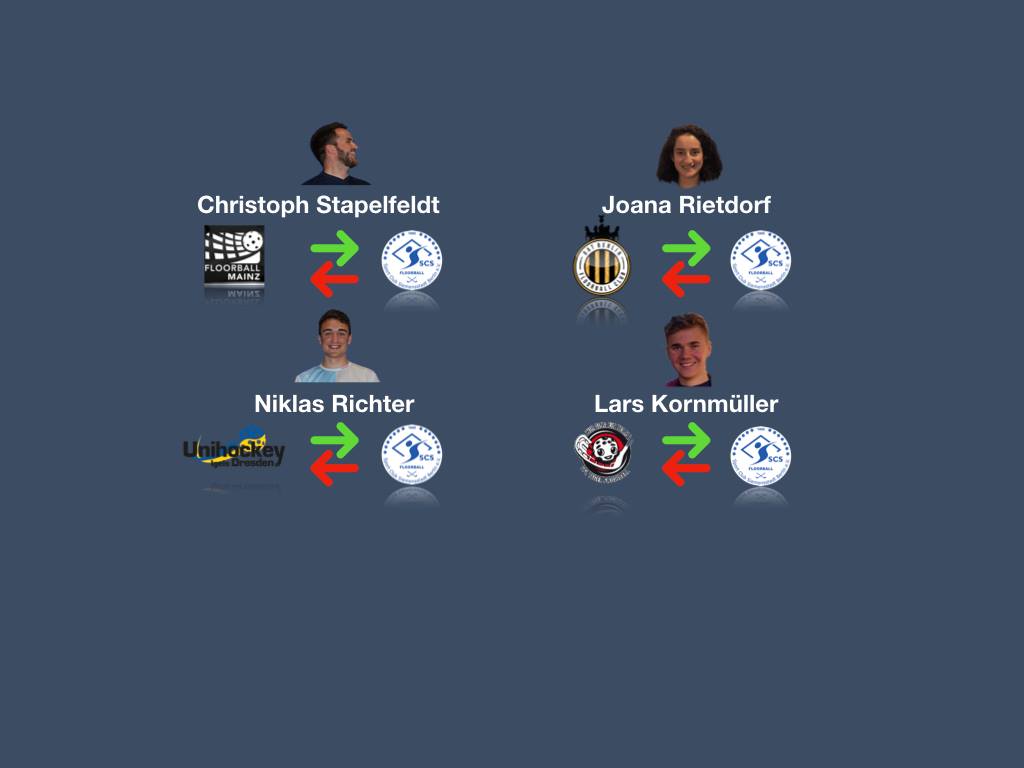 Christoph Stapelfeldt
Joana Rietdorf
FLOORBALL
MAINZ
SCS
FLOORBALL
SCS
FLOORBALL
Niklas Richter
Lars Kornmüller
Unihockey
Igels Dresden
SCS
FLOORBALL
SCS
FLOORBALL